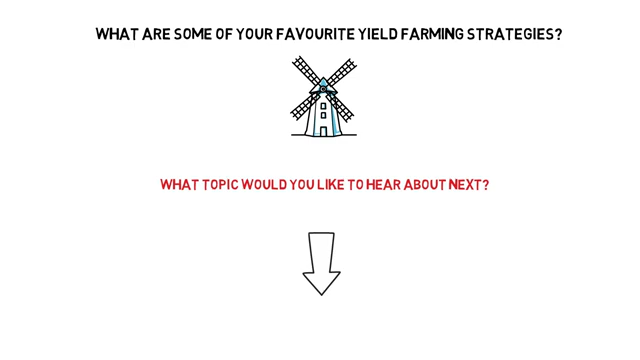 WHAT ARE SOME OF YOUR FAVOURITE YIELD FARMING STRATEGIES?
WHAT TOPIC WOULD YOU LIKE TO HEAR ABOUT NEXT?